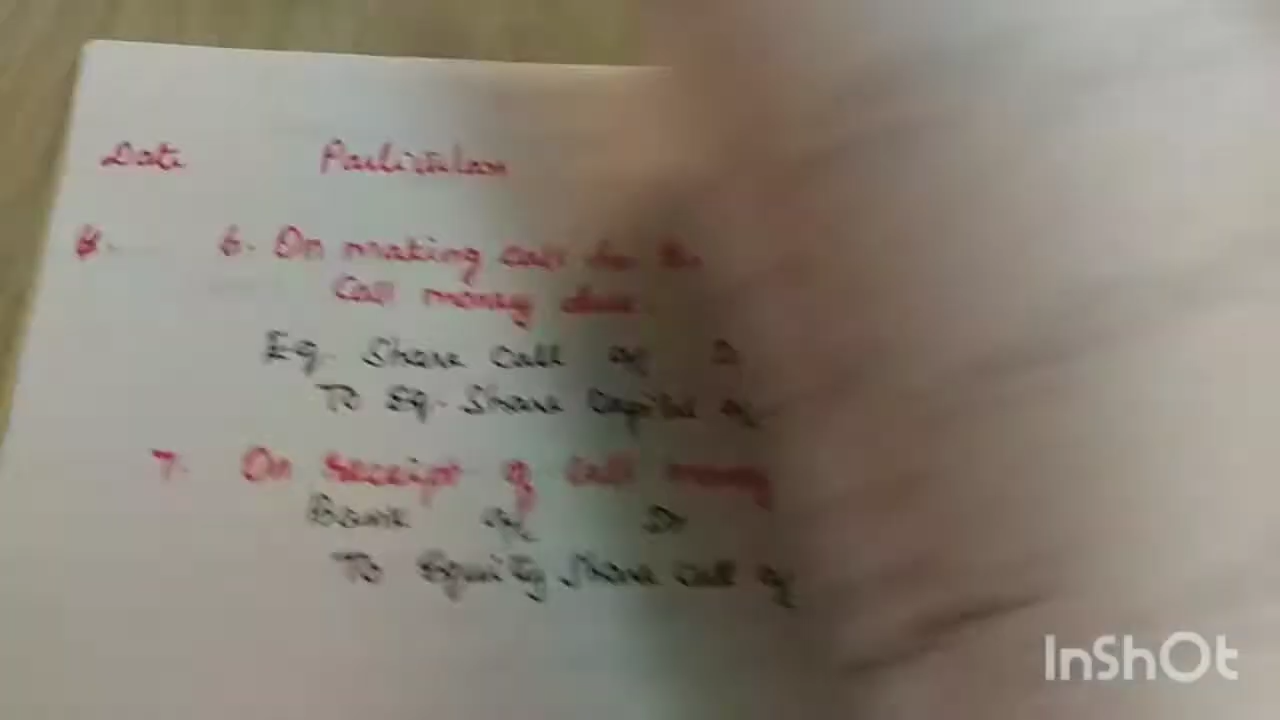 Date Particulars
6. On making call for the
Call money due.
Eq. Share Call a/c Dr
To Eq. Share Capital a/c
7. On receipt of call money
Bank a/c Dr
To Equity Share Call a/c
InShOt